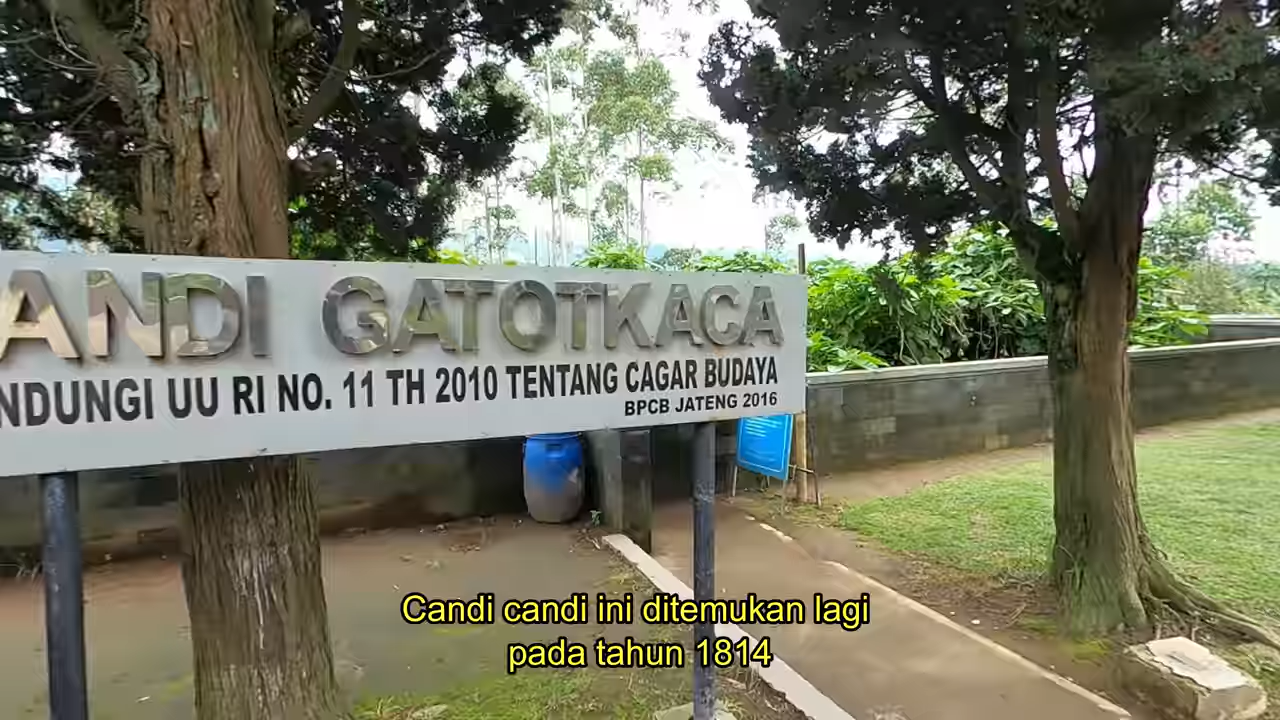 ANDI GATOTKACA
NDUNGI UU RI NO. 11 TH 2010 TENTANG CAGAR BUDAYA
BPCB JATENG 2016
Candi candi ini ditemukan lagi
pada tahun 1814